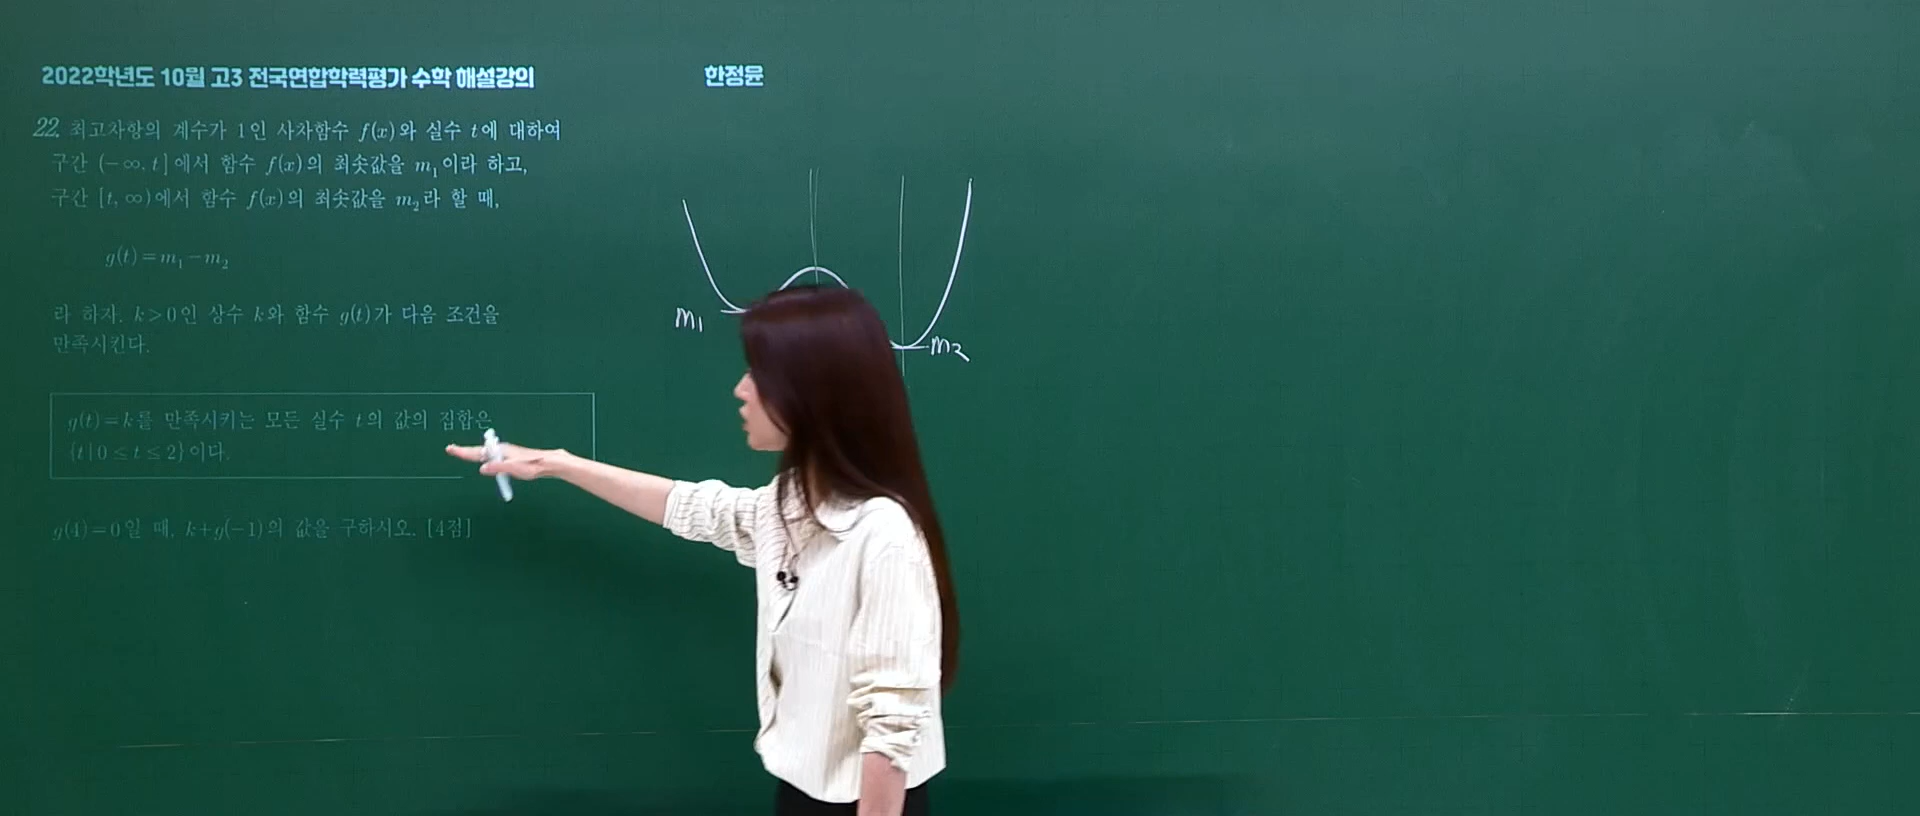 2022학년도 10월 고3 전국연합학력평가 수학 해설강의
한정윤
22. 최고차항의 계수가 1인 사차함수 f(x)와 실수 t에 대하여
구간 (-∞, t]에서 함수 f(x)의 최솟값을 m₁이라 하고,
구간 [t, ∞)에서 함수 f(x)의 최솟값을 m₂라 할 때,
g(t)=m₁-m₂
라 하자. k>0인 상수 k와 함수 g(t)가 다음 조건을
만족시킨다.
g(t)=k를 만족시키는 모든 실수 t의 값의 집합은
{t|0≤t≤2}이다.
g(4)=0일 때, k+g(-1)의 값을 구하시오. [4점]
m₁
m₂